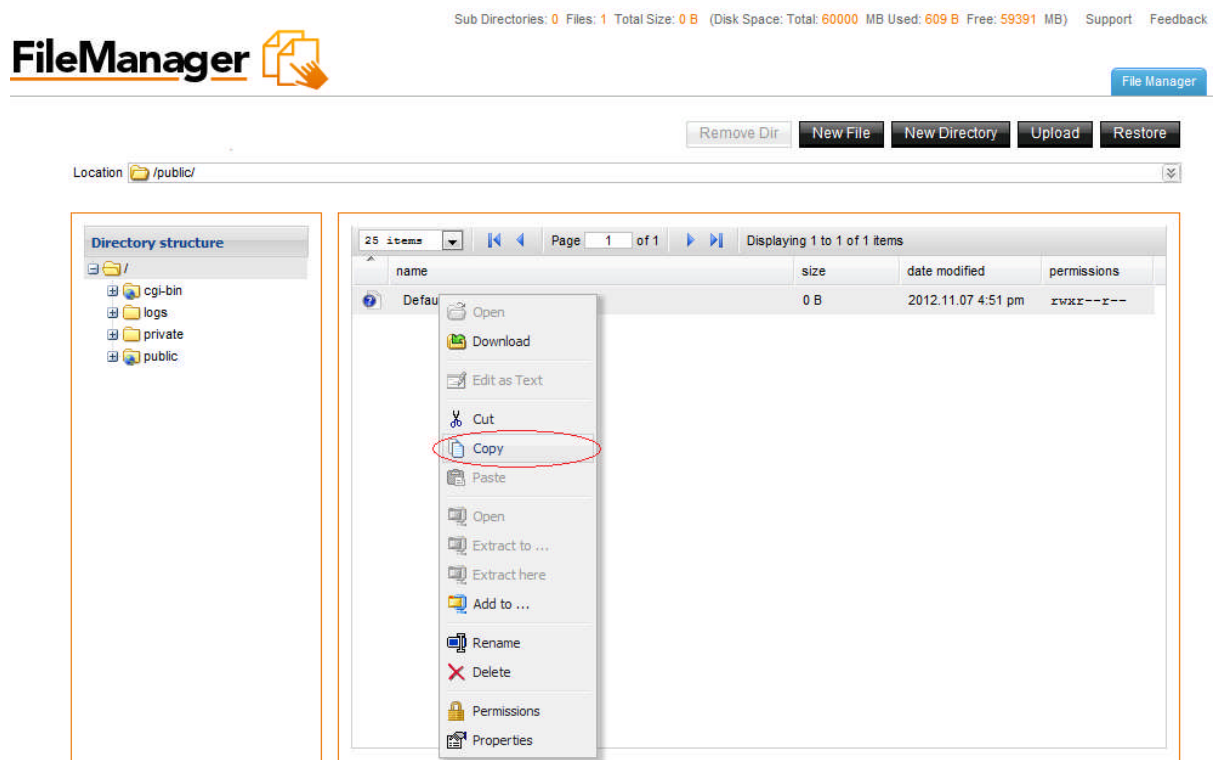 Sub Directories: 0 Files: 1 Total Size: 0 B (Disk Space: Total: 60000 MB Used: 609 B Free: 59391 MB) Support Feedback
FileManager
File Manager
Remove Dir New File New Directory Upload Restore
Location /public/
Directory structure
/
cgi-bin
logs
private
public
25 items Page 1 of 1 Displaying 1 to 1 of 1 items
name size date modified permissions
Defau 0 B 2012.11.07 4:51 pm rwxr--r--
Open
Download
Edit as Text
Cut
Copy
Paste
Open
Extract to ...
Extract here
Add to ...
Rename
Delete
Permissions
Properties